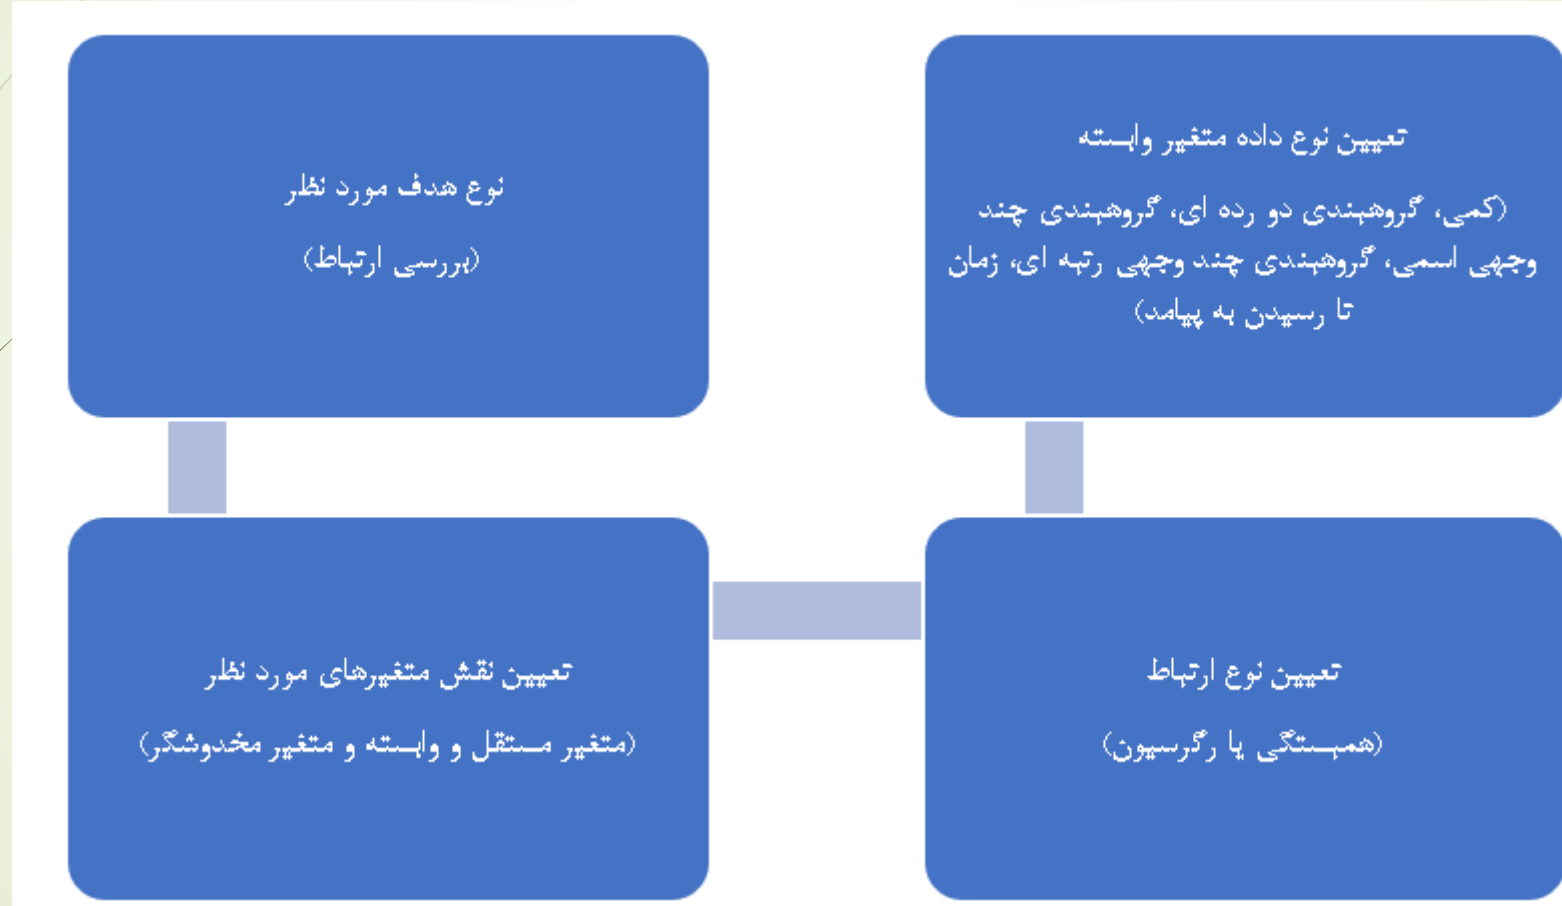 نوع هدف مورد نظر
(بررسی ارتباط)
تعیین نقش متغیرهای مورد نظر
(متغیر مستقل و وابسته و متغیر مخدوشگر)
تعیین نوع ارتباط
(همبستگی یا رگرسیون)
تعیین نوع داده متغیر وابسته
(کمی، گروهبندی دو رده ای، گروهبندی چند
وجهی اسمی، گروهبندی چند وجهی رتبه ای، زمان
تا رسیدن به پیامد)